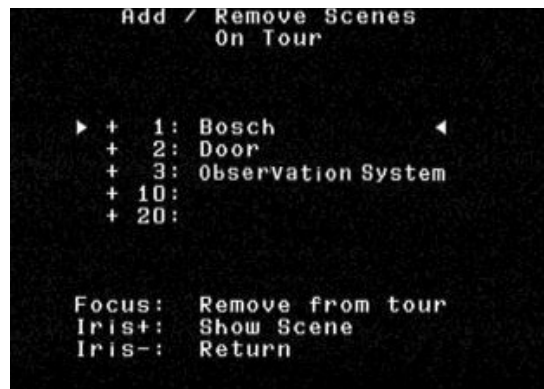 Add / Remove Scenes
On Tour
+ 1: Bosch
+ 2: Door
+ 3: Observation System
+ 10:
+ 20:
Focus: Remove from tour
Iris+: Show Scene
Iris-: Return